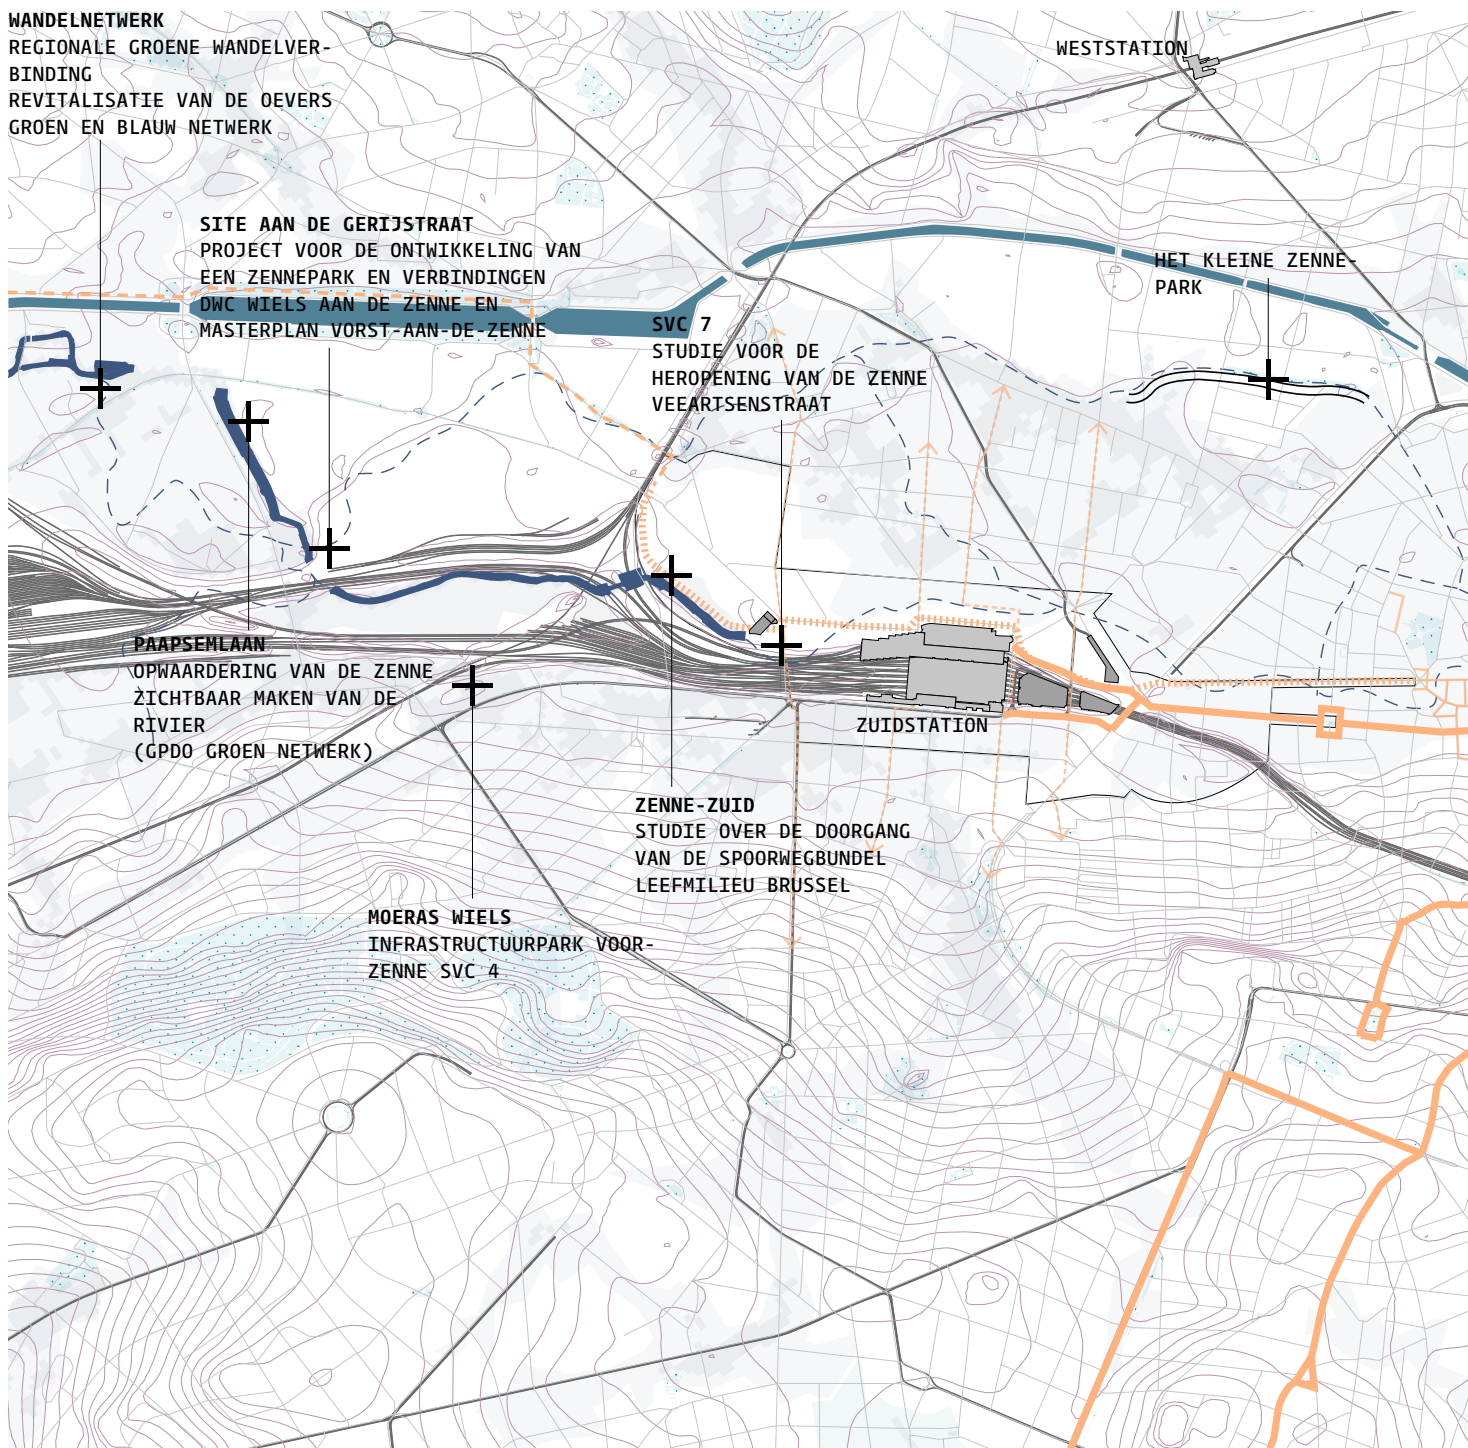 WANDELNETWERK
REGIONALE GROENE WANDELVER-
BINDING
REVITALISATIE VAN DE OEVERS
GROEN EN BLAUW NETWERK
WESTSTATION
SITE AAN DE GERIJSTRAAT
PROJECT VOOR DE ONTWIKKELING VAN
EEN ZENNEPARK EN VERBINDINGEN
DWC WIELS AAN DE ZENNE EN
MASTERPLAN VORST-AAN-DE-ZENNE
HET KLEINE ZENNE-
PARK
SVC 7
STUDIE VOOR DE
HEROPENING VAN DE ZENNE
VEEARTSENSTRAAT
PAAPSEMLAAN
OPWAARDERING VAN DE ZENNE
ZICHTBAAR MAKEN VAN DE
RIVIER
(GPDO GROEN NETWERK)
ZUIDSTATION
ZENNE-ZUID
STUDIE OVER DE DOORGANG
VAN DE SPOORWEGBUNDEL
LEEFMILIEU BRUSSEL
MOERAS WIELS
INFRASTRUCTUURPARK VOOR-
ZENNE SVC 4